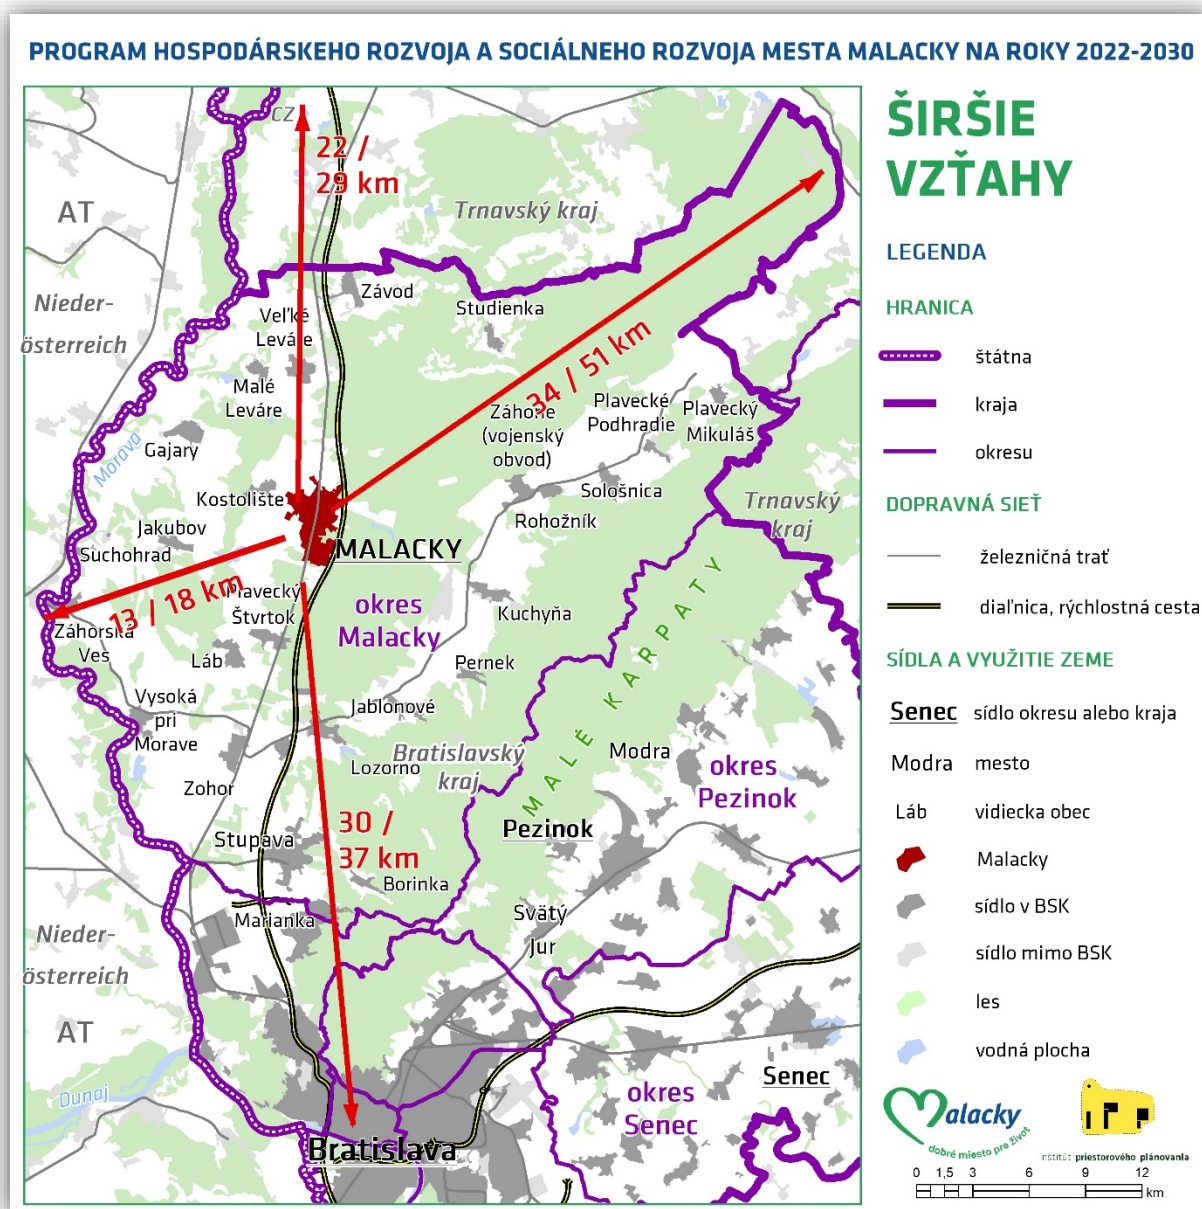 PROGRAM HOSPODÁRSKEHO ROZVOJA A SOCIÁLNEHO ROZVOJA MESTA MALACKY NA ROKY 2022-2030
CZ
22 /
29 km
AT
Trnavský kraj
Nieder-
österreich
Závod
Studienka
Veľké
Leváre
34 / 51 km
Malé
Leváre
Záhorie
(vojenský
obvod)
Plavecké
Podhradie
Plavecký
Mikuláš
Gajary
Morava
Kostolište
Sološnica
Rohožník
Trnavský
kraj
Jakubov
Suchohrad
MALACKY
13 / 18 km
Plavecký
Štvrtok
okres
Malacky
Kuchyňa
Záhorská
Ves
Láb
Pernek
MALÉ KARPATY
Vysoká
pri
Morave
Jablonové
Bratislavský
kraj
Lozorno
Modra
okres
Pezinok
Zohor
Pezinok
30 /
37 km
Stupava
Borinka
Marianka
Svätý
Jur
Nieder-
österreich
AT
Dunaj
Senec
okres
Senec
Bratislava
ŠIRŠIE
VZŤAHY
LEGENDA
HRANICA
štátna
kraja
okresu
DOPRAVNÁ SIEŤ
železničná trať
diaľnica, rýchlostná cesta
SÍDLA A VYUŽITIE ZEME
Senec sídlo okresu alebo kraja
Modra mesto
Láb vidiecka obec
Malacky
sídlo v BSK
sídlo mimo BSK
les
vodná plocha
Malacky
dobré miesto pre život
inštitút priestorového plánovania
0 1,5 3 6 9 12
km